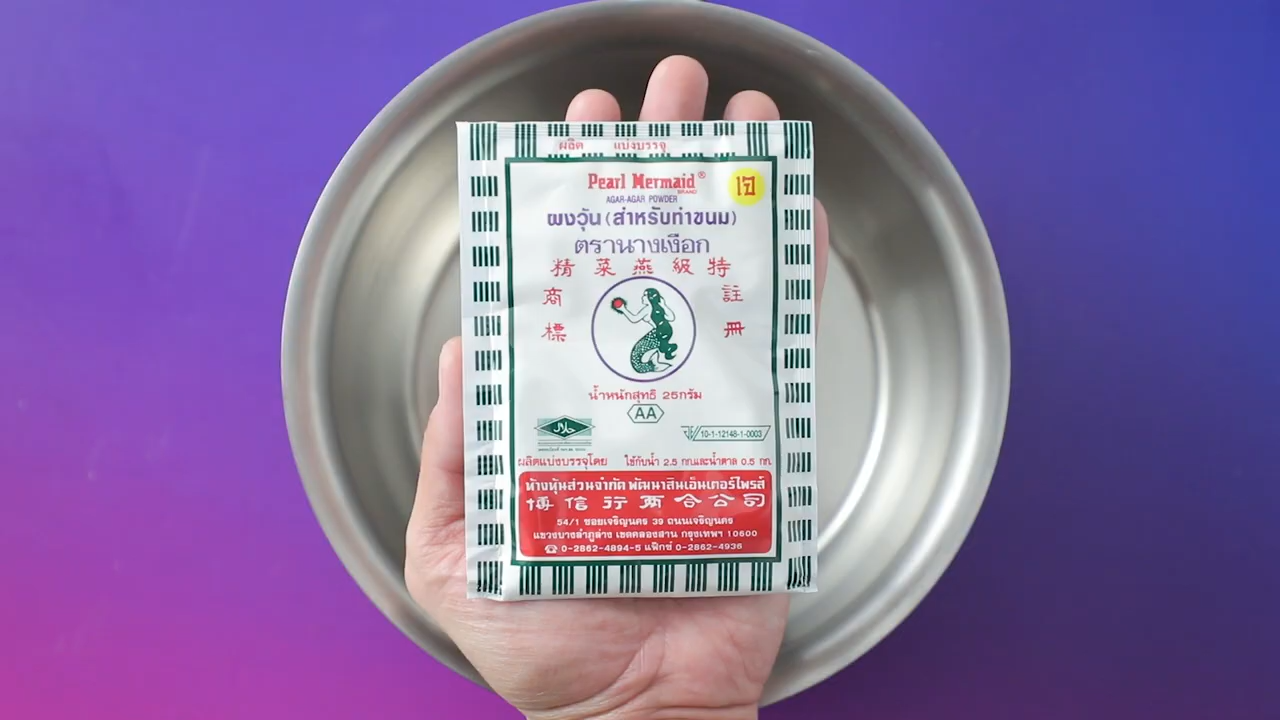 ผลิต แบ่งบรรจุ
Pearl Mermaid®
BRAND
เจ
AGAR-AGAR POWDER
ผงวุ้น (สำหรับทำขนม)
ตรานางเงือก
精菜燕級特
商 註
標 冊
น้ำหนักสุทธิ 25กรัม
AA
حلال
10-1-12148-1-0003
ผลิตแบ่งบรรจุโดย ใช้กับน้ำ 2.5 กก.และน้ำตาล 0.5 กก.
ห้างหุ้นส่วนจำกัด พัฒนาสินเอ็นเตอร์ไพรส์
博信行兩合公司
54/1 ซอยเจริญนคร 39 ถนนเจริญนคร
แขวงบางลำภูล่าง เขตคลองสาน กรุงเทพฯ 10600
☎ 0-2862-4894-5 แฟ็กซ์ 0-2862-4936